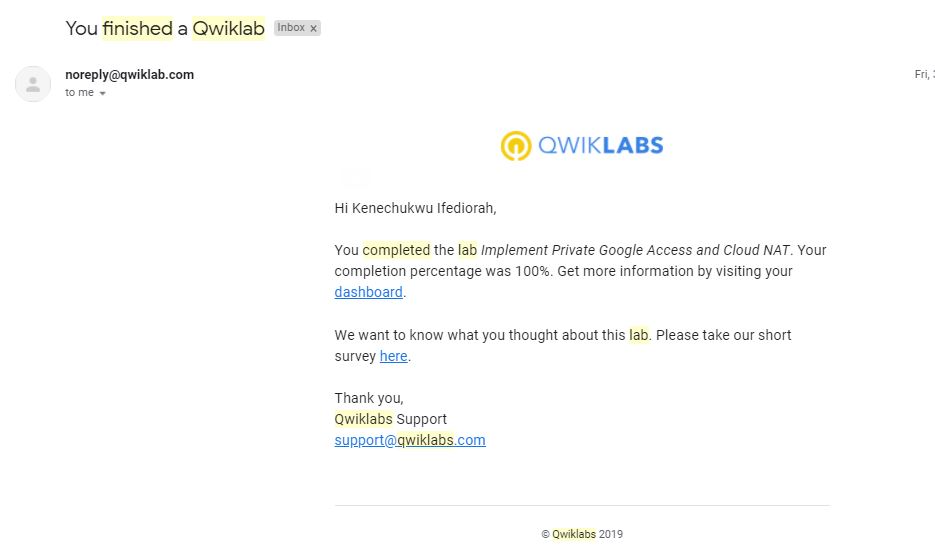 You finished a Qwiklab Inbox x
noreply@qwiklab.com
Fri,
to me
QWIKLABS
Hi Kenechukwu Ifediorah,
You completed the lab Implement Private Google Access and Cloud NAT. Your
completion percentage was 100%. Get more information by visiting your
dashboard.
We want to know what you thought about this lab. Please take our short
survey here.
Thank you,
Qwiklabs Support
support@qwiklabs.com
© Qwiklabs 2019